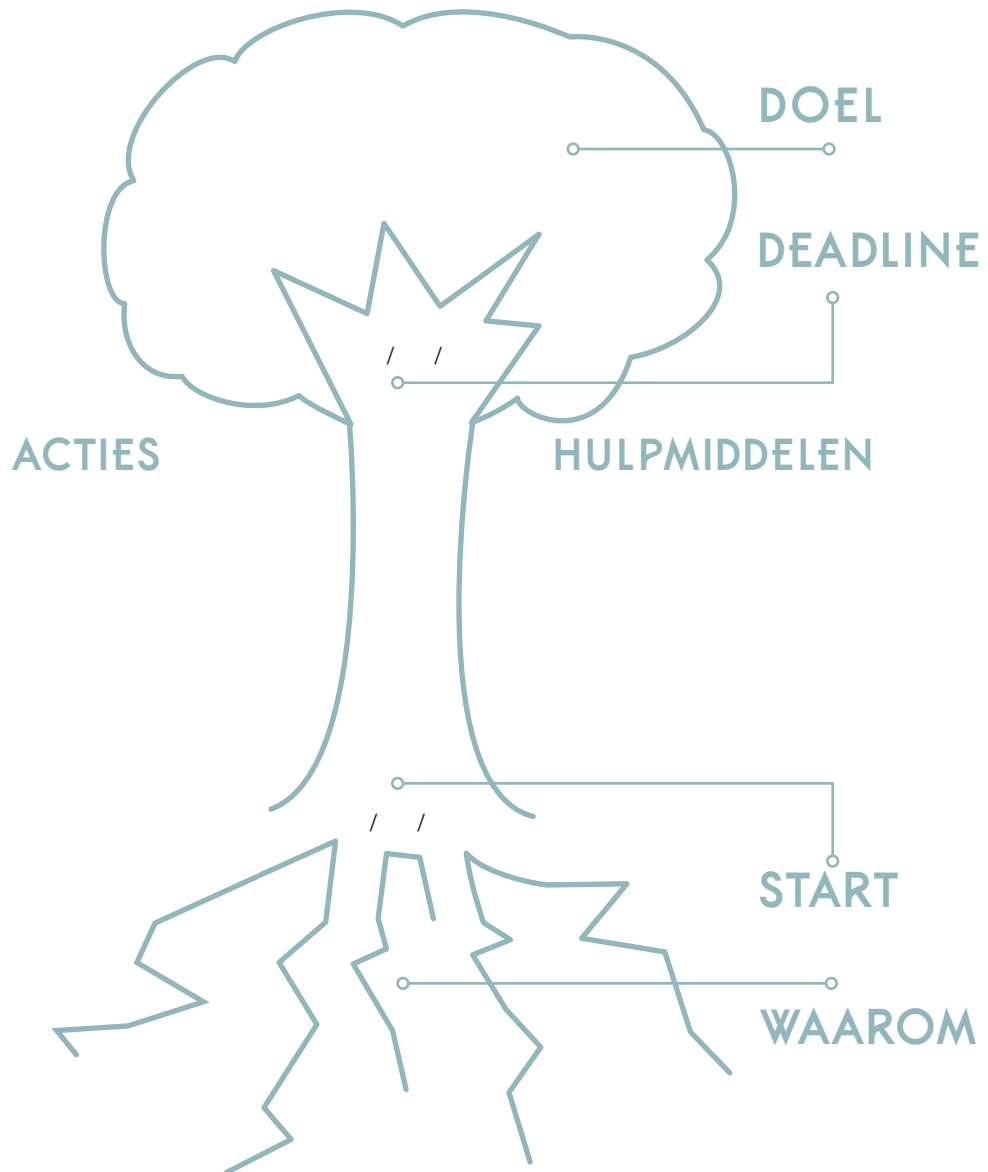 DOEL
DEADLINE
/ /
ACTIES
HULPMIDDELEN
/ /
START
WAAROM